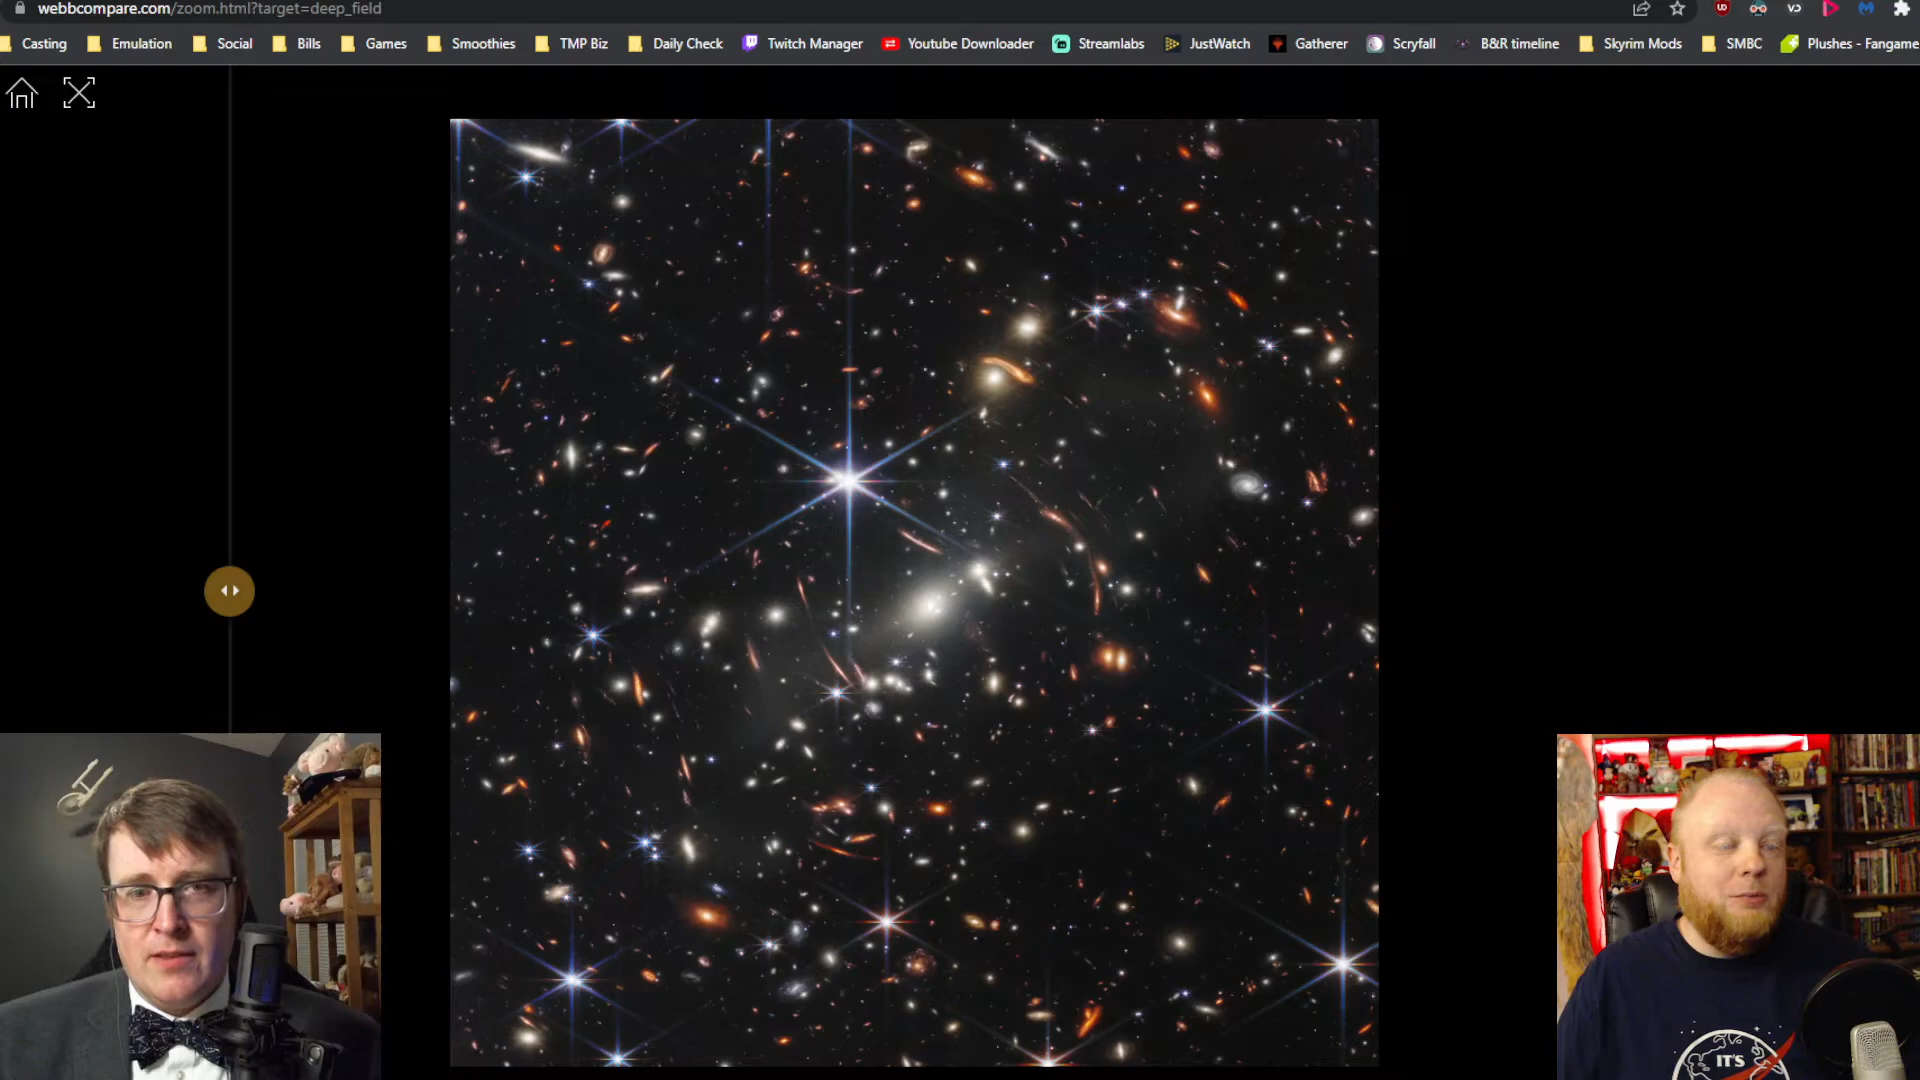 webbcompare.com/zoom.html?target=deep_field
Casting Emulation Social Bills Games Smoothies TMP Biz Daily Check Twitch Manager Youtube Downloader Streamlabs JustWatch Gatherer Scryfall B&R timeline Skyrim Mods SMBC Plushes - Fangame
IT'S